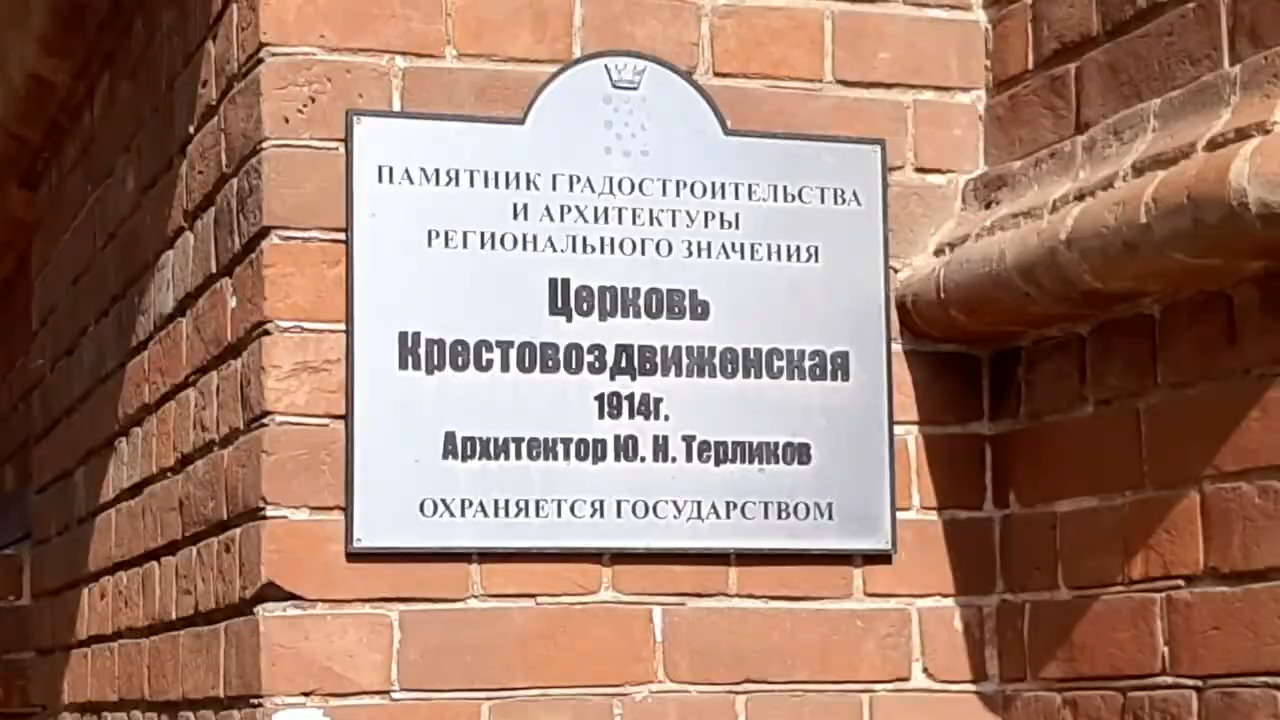 ПАМЯТНИК ГРАДОСТРОИТЕЛЬСТВА
И АРХИТЕКТУРЫ
РЕГИОНАЛЬНОГО ЗНАЧЕНИЯ
Церковь
Крестовоздвиженская
1914г.
Архитектор Ю. Н. Терликов
ОХРАНЯЕТСЯ ГОСУДАРСТВОМ